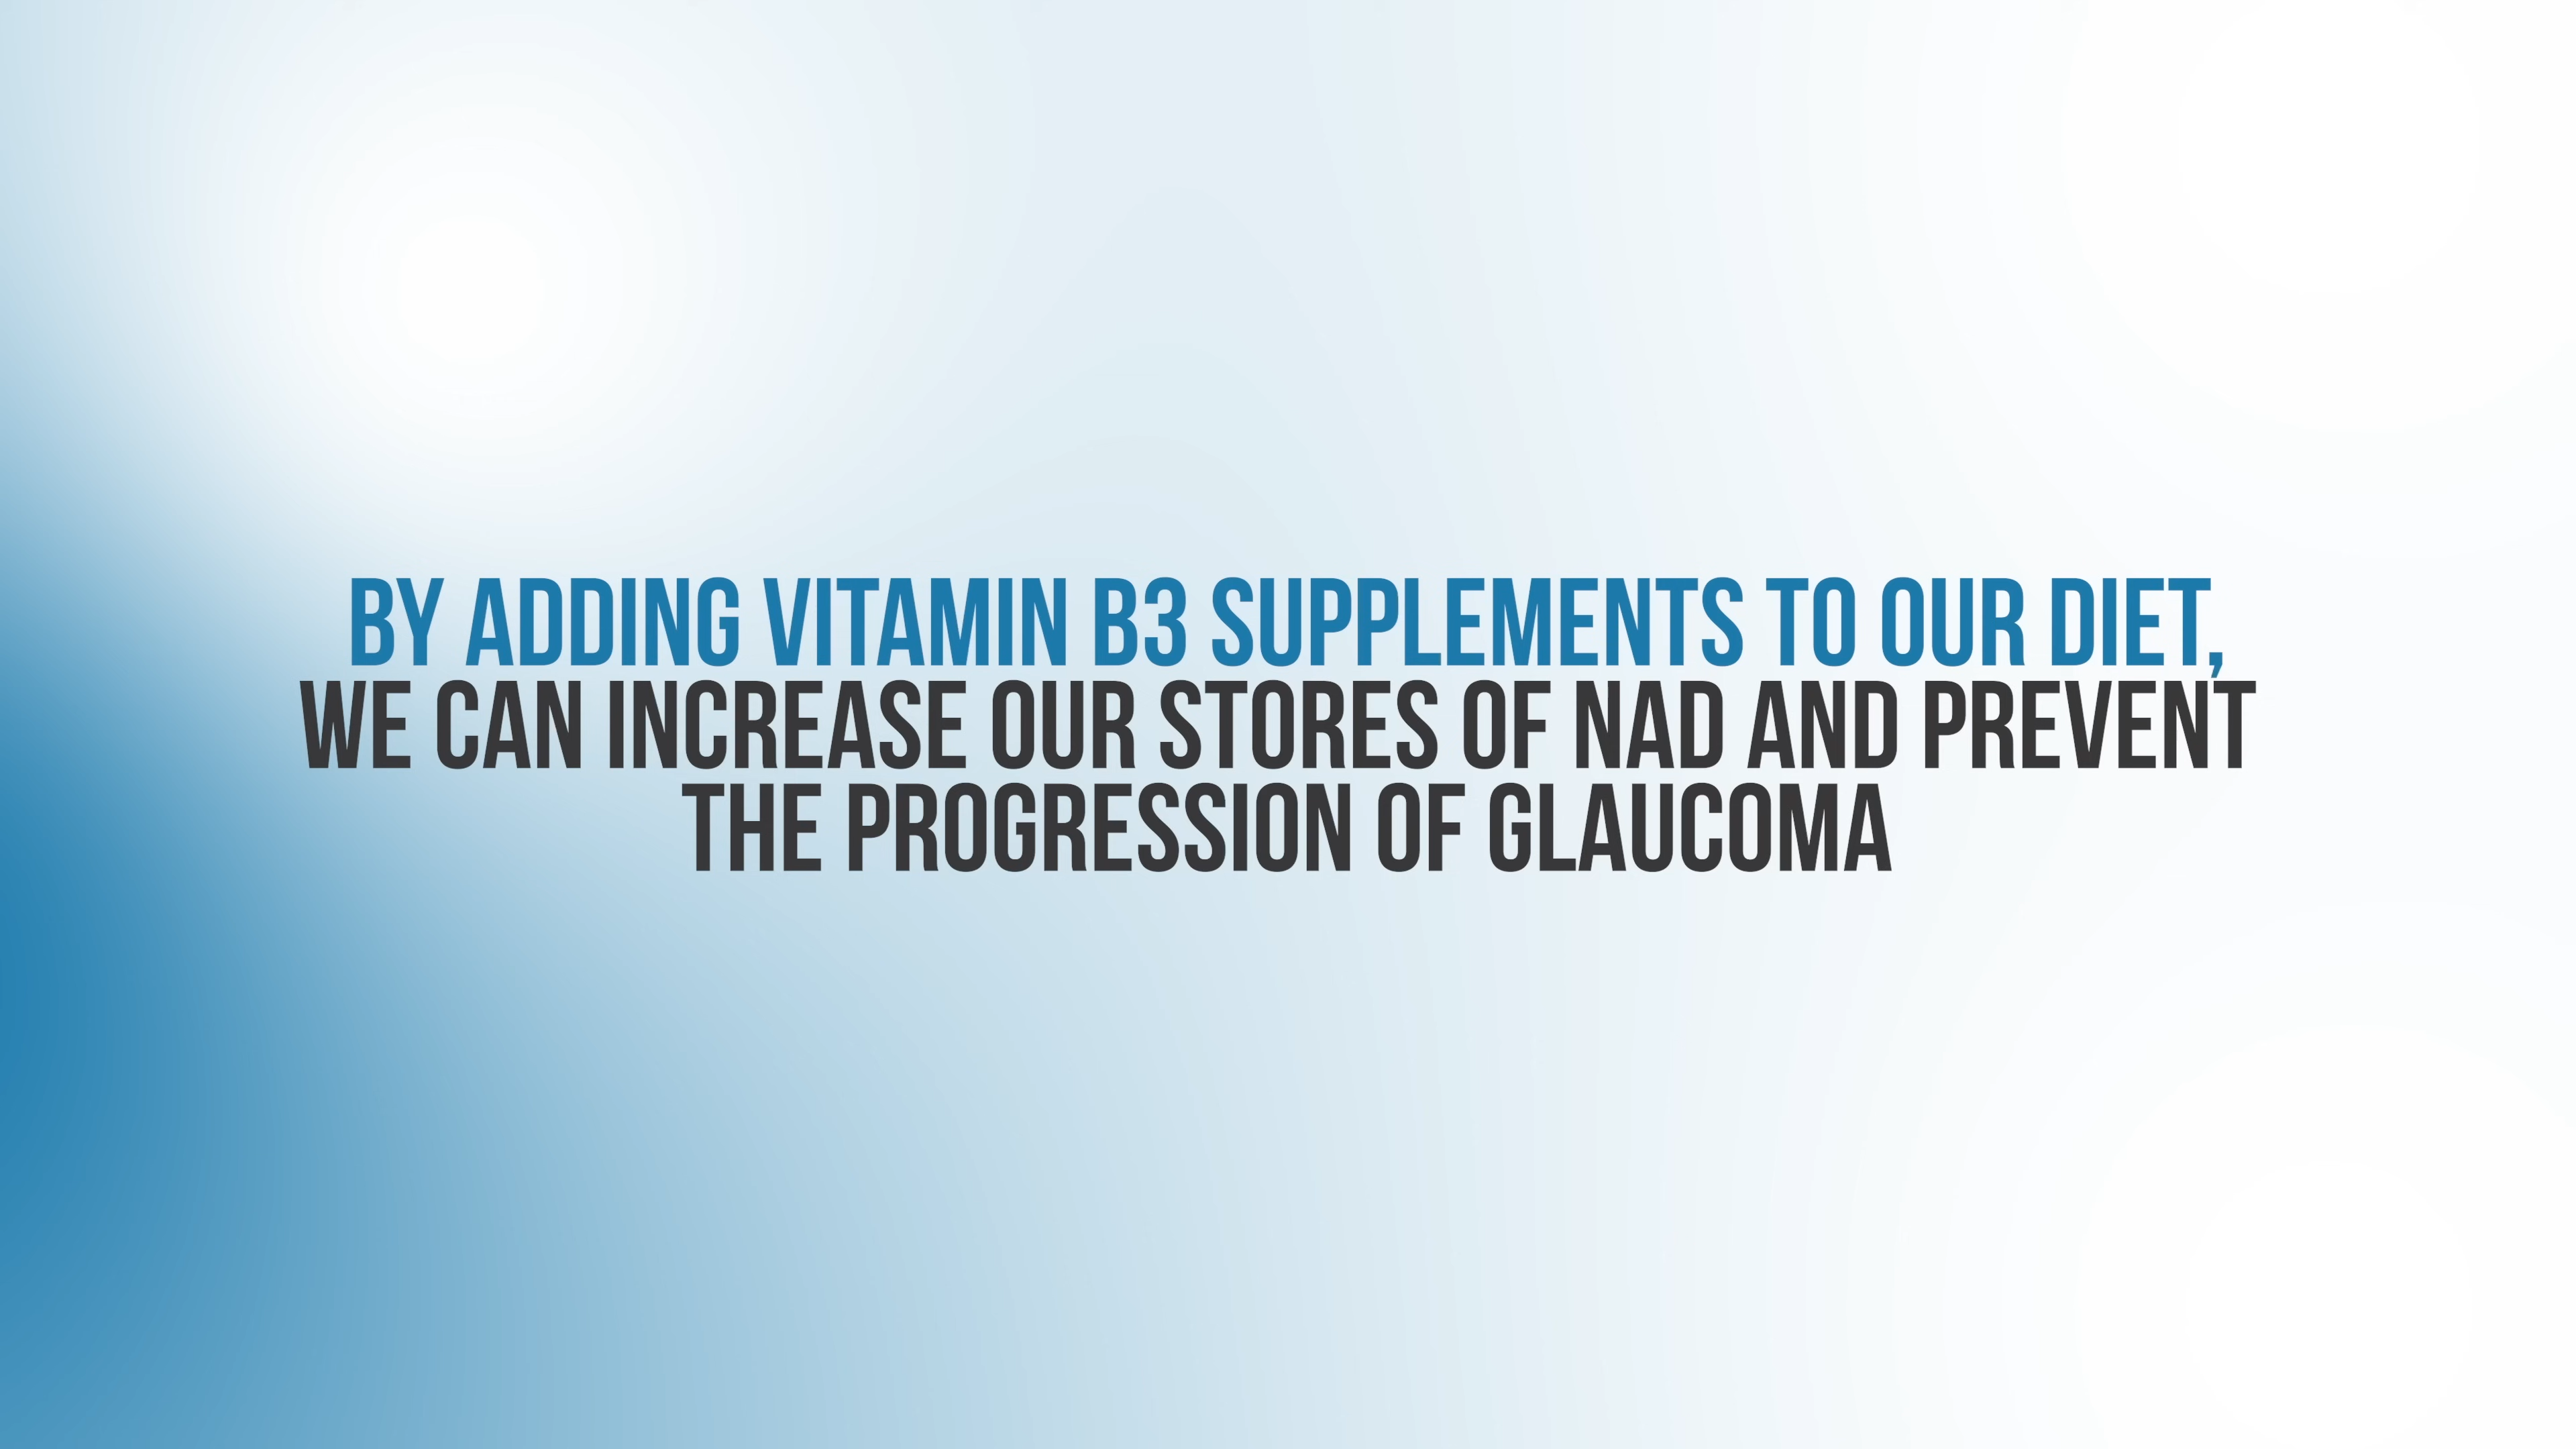 BY ADDING VITAMIN B3 SUPPLEMENTS TO OUR DIET,
WE CAN INCREASE OUR STORES OF NAD AND PREVENT
THE PROGRESSION OF GLAUCOMA